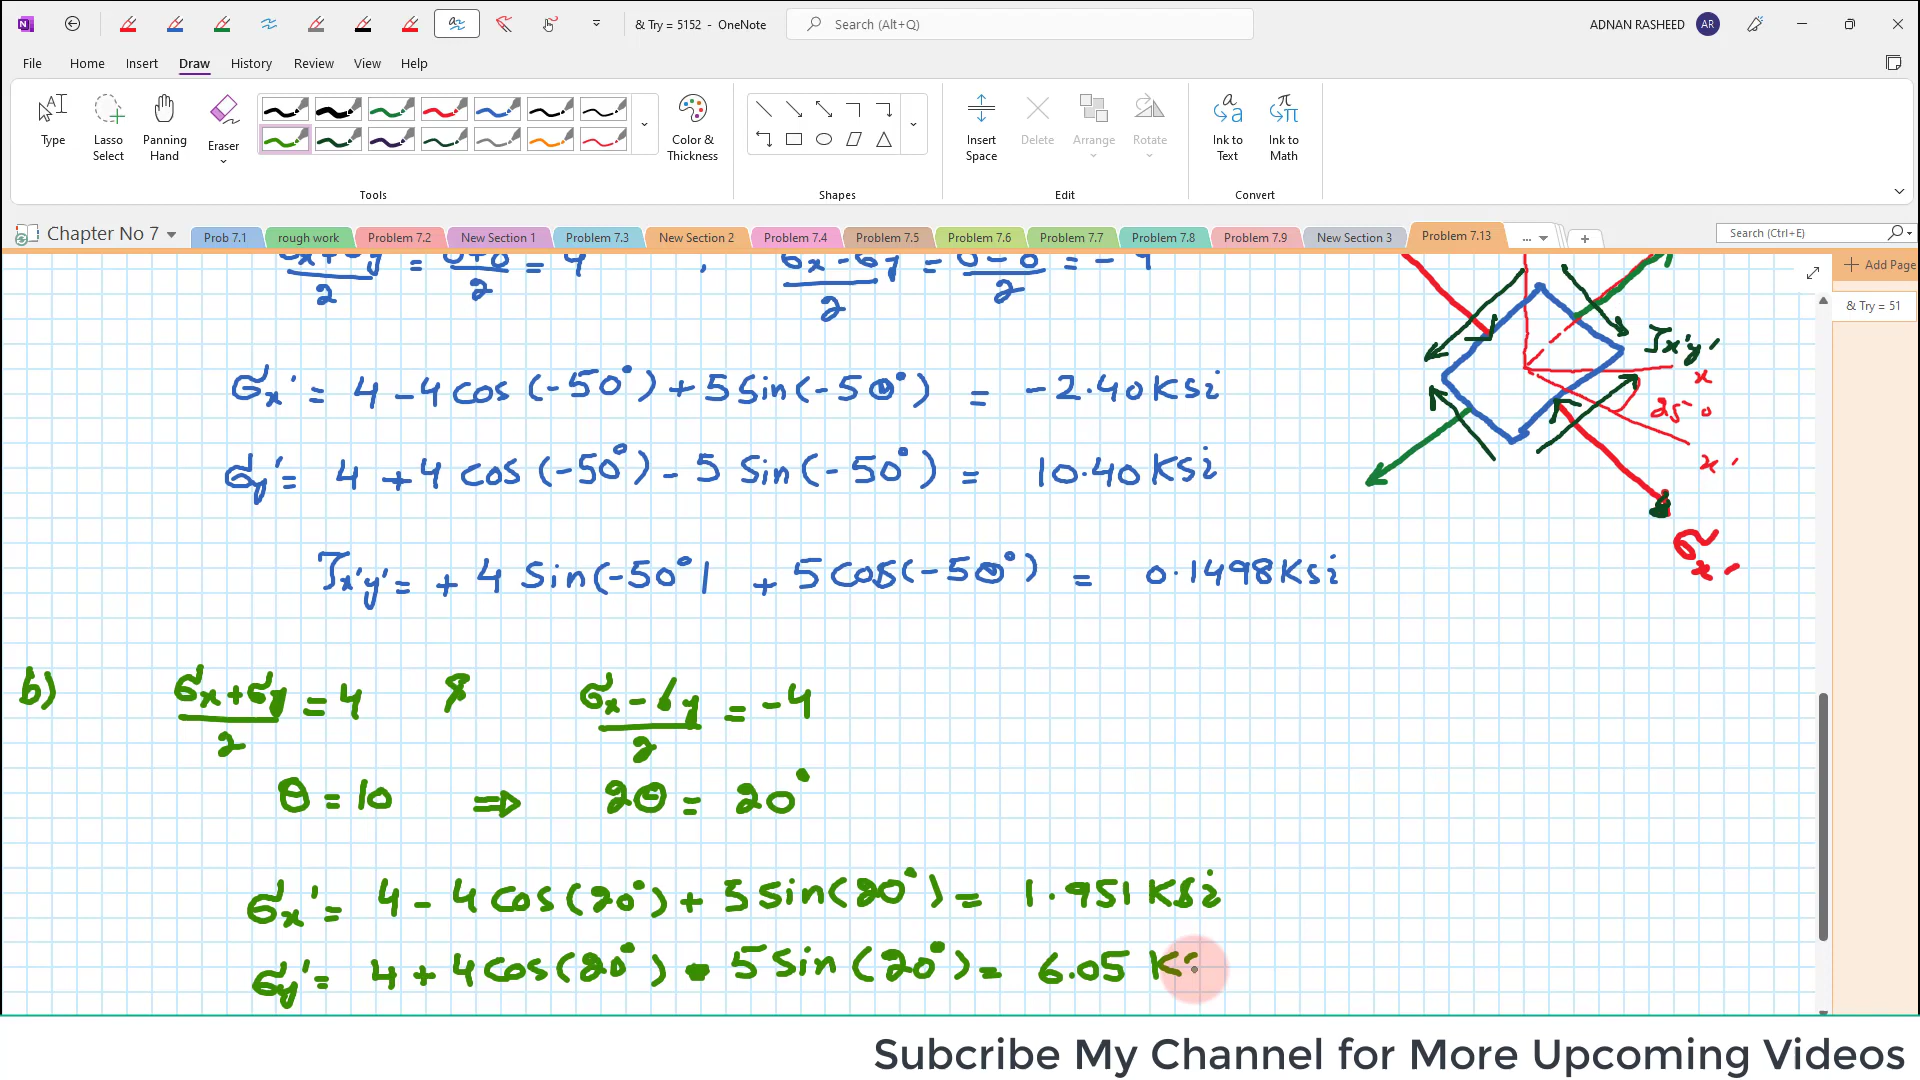 & Try = 5152 - OneNote
Search (Alt+Q)
ADNAN RASHEED AR
File Home Insert Draw History Review View Help
Type
Lasso Select
Panning Hand
Eraser
Color & Thickness
Insert Space
Delete
Arrange
Rotate
Ink to Text
Ink to Math
Tools
Shapes
Edit
Convert
Chapter No 7
Prob 7.1
rough work
Problem 7.2
New Section 1
Problem 7.3
New Section 2
Problem 7.4
Problem 7.5
Problem 7.6
Problem 7.7
Problem 7.8
Problem 7.9
New Section 3
Problem 7.13
...
Search (Ctrl+E)
Add Page
& Try = 51
σx' = 4 - 4 cos (-50°) + 5 Sin (-50°) = -2.40 Ksi
σy' = 4 + 4 cos (-50°) - 5 Sin (-50°) = 10.40 Ksi
τx'y' = + 4 Sin (-50°) + 5 cos (-50°) = 0.1498 Ksi
τx'y'
x
25°
x'
σx'
b) σx+σy/2 = 4 & σx-σy/2 = -4
θ = 10 ⇒ 2θ = 20°
σx' = 4 - 4 cos (20°) + 5 sin (20°) = 1.951 Ksi
σy' = 4 + 4 cos (20°) - 5 sin (20°) = 6.05 Ks
Subcribe My Channel for More Upcoming Videos